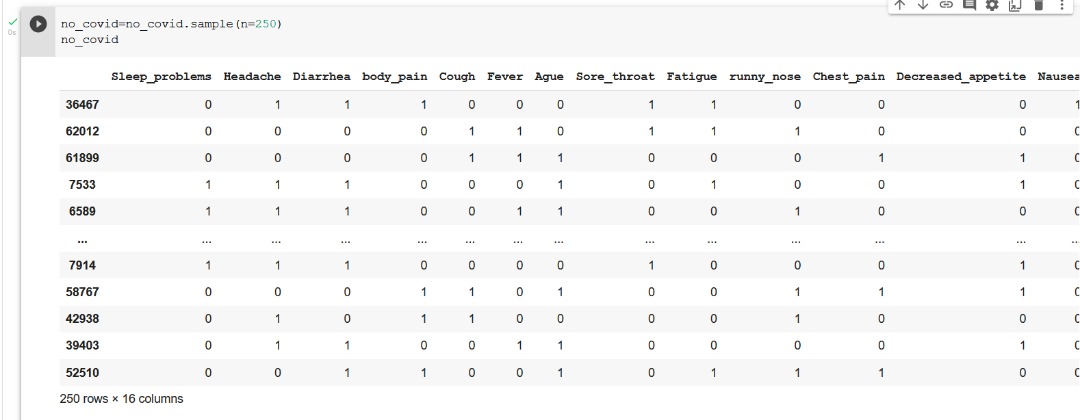 0s
no_covid=no_covid.sample(n=250)
no_covid
Sleep_problems Headache Diarrhea body_pain Cough Fever Ague Sore_throat Fatigue runny_nose Chest_pain Decreased_appetite Nausea
36467 0 1 1 1 0 0 0 1 1 0 0 0 1
62012 0 0 0 0 1 1 0 1 1 1 0 0 0
61899 0 0 0 0 1 1 1 0 0 0 1 1 0
7533 1 1 1 0 0 0 1 0 1 0 0 1 0
6589 1 1 1 0 0 1 1 0 0 1 0 0 0
... ... ... ... ... ... ... ... ... ... ... ... ... ...
7914 1 1 1 0 0 0 0 1 0 0 0 1 0
58767 0 0 0 1 1 0 1 0 0 1 1 1 0
42938 0 1 0 1 1 0 0 0 0 1 0 0 0
39403 0 1 1 0 0 1 1 0 0 0 0 1 0
52510 0 0 1 1 0 0 1 0 1 1 1 0 0
250 rows × 16 columns